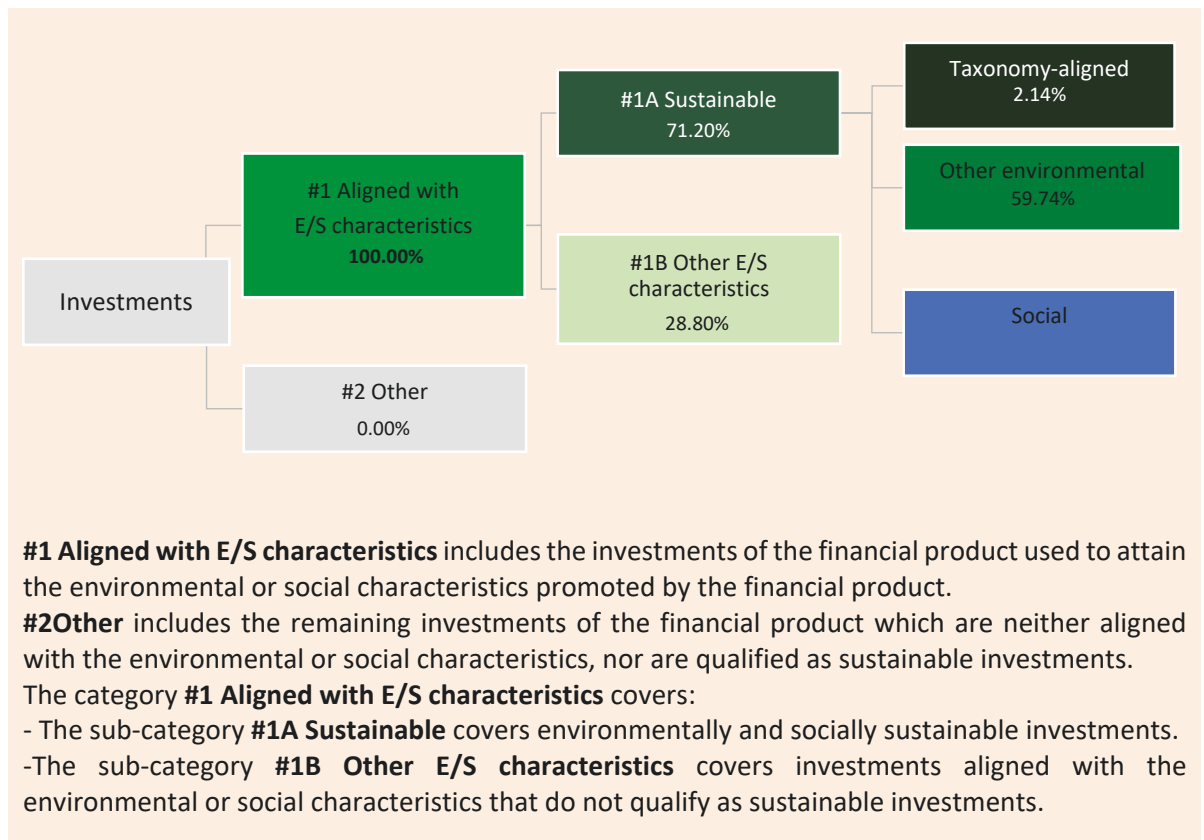 Investments
#1 Aligned with
E/S characteristics
100.00%
#2 Other
0.00%
#1A Sustainable
71.20%
#1B Other E/S
characteristics
28.80%
Taxonomy-aligned
2.14%
Other environmental
59.74%
Social
#1 Aligned with E/S characteristics includes the investments of the financial product used to attain
the environmental or social characteristics promoted by the financial product.
#2Other includes the remaining investments of the financial product which are neither aligned
with the environmental or social characteristics, nor are qualified as sustainable investments.
The category #1 Aligned with E/S characteristics covers:
- The sub-category #1A Sustainable covers environmentally and socially sustainable investments.
-The sub-category #1B Other E/S characteristics covers investments aligned with the
environmental or social characteristics that do not qualify as sustainable investments.